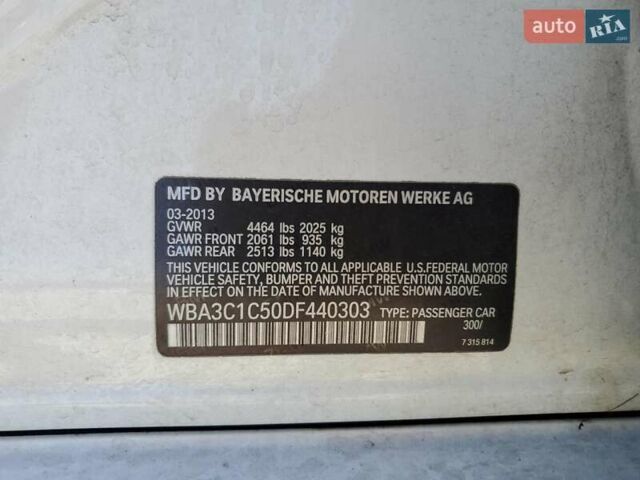 auto RIA
.com
MFD BY BAYERISCHE MOTOREN WERKE AG
03-2013
GVWR 4464 lbs 2025 kg
GAWR FRONT 2061 lbs 935 kg
GAWR REAR 2513 lbs 1140 kg
THIS VEHICLE CONFORMS TO ALL APPLICABLE U.S.FEDERAL MOTOR
VEHICLE SAFETY, BUMPER AND THEFT PREVENTION STANDARDS
IN EFFECT ON THE DATE OF MANUFACTURE SHOWN ABOVE.
WBA3C1C50DF440303 TYPE: PASSENGER CAR
300/
7 315 814